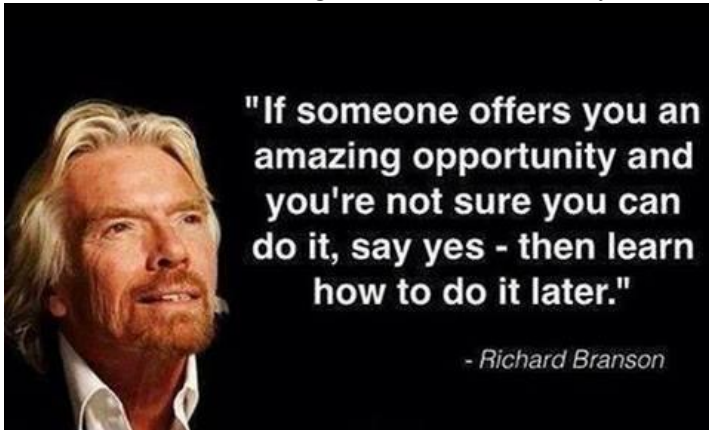 "If someone offers you an
amazing opportunity and
you're not sure you can
do it, say yes - then learn
how to do it later."
- Richard Branson